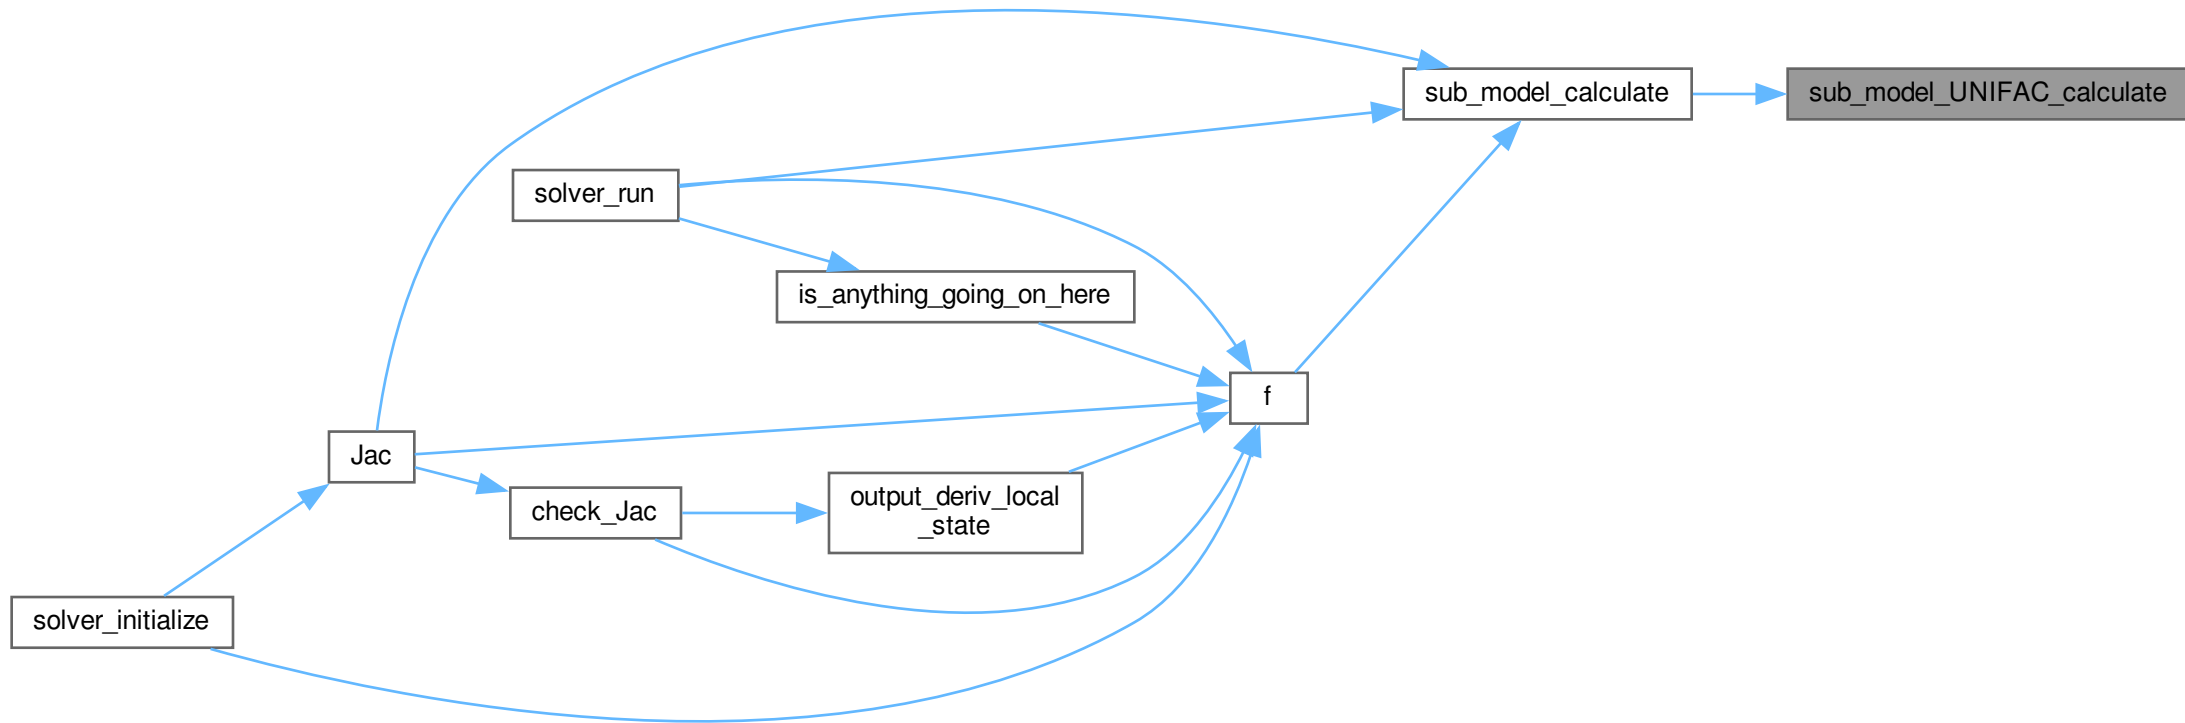 sub_model_calculate
sub_model_UNIFAC_calculate
solver_run
is_anything_going_on_here
f
Jac
check_Jac
output_deriv_local
_state
solver_initialize